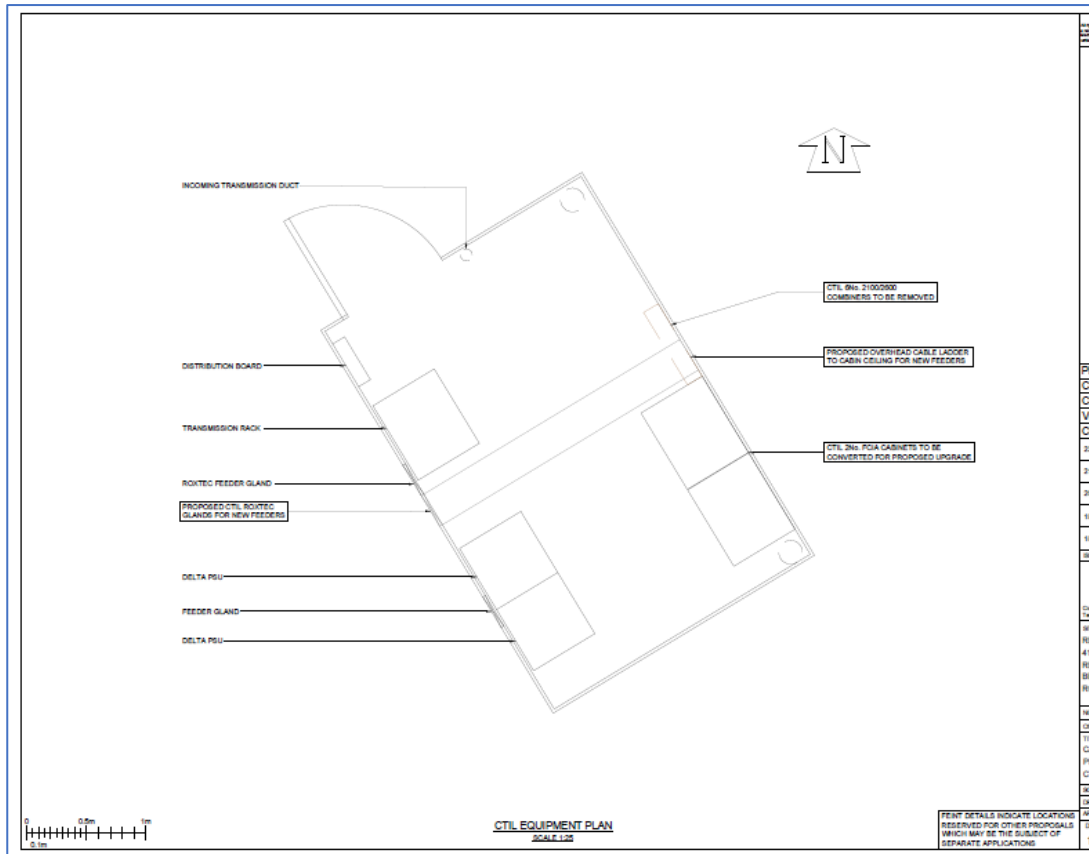 N
INCOMING TRANSMISSION DUCT
CTIL 6No. 2100/2600
COMBINERS TO BE REMOVED
PROPOSED OVERHEAD CABLE LADDER
TO CABIN CEILING FOR NEW FEEDERS
DISTRIBUTION BOARD
TRANSMISSION RACK
CTIL 2No. FCIA CABINETS TO BE
CONVERTED FOR PROPOSED UPGRADE
ROXTEC FEEDER GLAND
PROPOSED CTIL ROXTEC
GLANDS FOR NEW FEEDERS
DELTA PSU
FEEDER GLAND
DELTA PSU
0 0.5m 1m
0.1m
CTIL EQUIPMENT PLAN
SCALE 1:25
FEINT DETAILS INDICATE LOCATIONS
RESERVED FOR OTHER PROPOSALS
WHICH MAY BE THE SUBJECT OF
SEPARATE APPLICATIONS